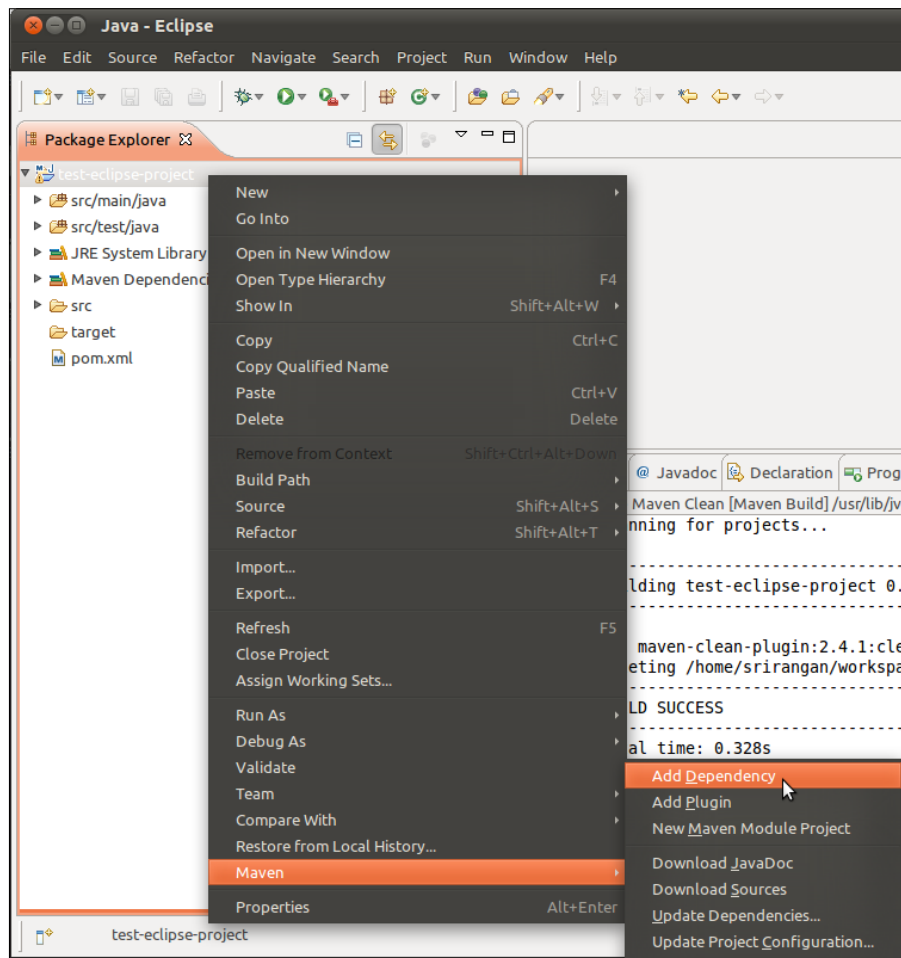 Java - Eclipse
File Edit Source Refactor Navigate Search Project Run Window Help
Package Explorer
test-eclipse-project
src/main/java
src/test/java
JRE System Library
Maven Dependenci
src
target
pom.xml
New
Go Into
Open in New Window
Open Type Hierarchy F4
Show In Shift+Alt+W
Copy Ctrl+C
Copy Qualified Name
Paste Ctrl+V
Delete Delete
Remove from Context Shift+Ctrl+Alt+Down
Build Path
Source Shift+Alt+S
Refactor Shift+Alt+T
Import...
Export...
Refresh F5
Close Project
Assign Working Sets...
Run As
Debug As
Validate
Team
Compare With
Restore from Local History...
Maven
Properties Alt+Enter
@ Javadoc Declaration Prog
Maven Clean [Maven Build] /usr/lib/jv
nning for projects...
------------------------------------
lding test-eclipse-project 0.
------------------------------------
maven-clean-plugin:2.4.1:cle
eting /home/srirangan/workspa
------------------------------------
LD SUCCESS
------------------------------------
al time: 0.328s
Add Dependency
Add Plugin
New Maven Module Project
Download JavaDoc
Download Sources
Update Dependencies...
Update Project Configuration...
test-eclipse-project